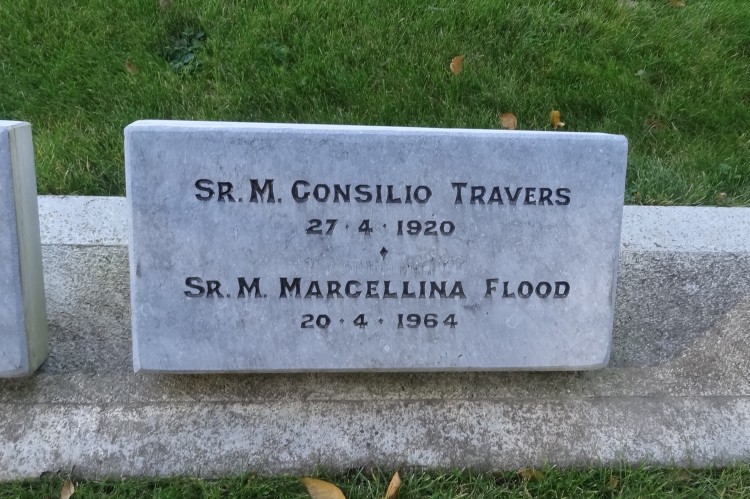 Sr. M. Consilio Travers
27 · 4 · 1920
Sr. M. Marcellina Flood
20 · 4 · 1964